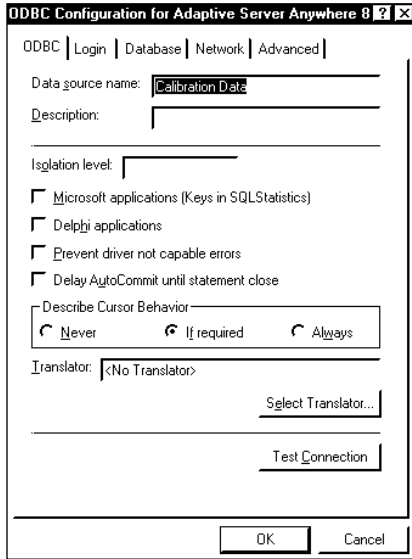 ODBC Configuration for Adaptive Server Anywhere 8
ODBC Login Database Network Advanced
Data source name: Calibration Data
Description:
Isolation level:
Microsoft applications (Keys in SQLStatistics)
Delphi applications
Prevent driver not capable errors
Delay AutoCommit until statement close
Describe Cursor Behavior
Never If required Always
Translator: <No Translator>
Select Translator...
Test Connection
OK Cancel